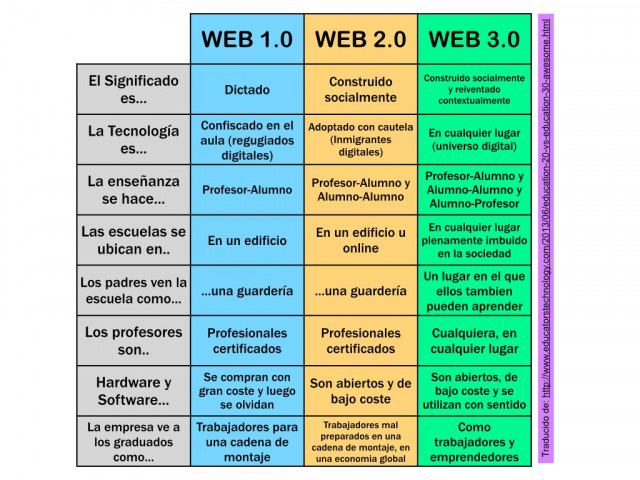 WEB 1.0 WEB 2.0 WEB 3.0
El Significado
es...
Dictado
Construido
socialmente
Construido socialmente
y reiventado
contextualmente
La Tecnología
es...
Confiscado en el
aula (regugiados
digitales)
Adoptado con cautela
(Inmigrantes
digitales)
En cualquier lugar
(universo digital)
La enseñanza
se hace...
Profesor-Alumno
Profesor-Alumno y
Alumno-Alumno
Profesor-Alumno y
Alumno-Alumno y
Alumno-Profesor
Las escuelas se
ubican en..
En un edificio
En un edificio u
online
En cualquier lugar
plenamente imbuido
en la sociedad
Los padres ven la
escuela como...
...una guardería
...una guardería
Un lugar en el que
ellos tambien
pueden aprender
Los profesores
son..
Profesionales
certificados
Profesionales
certificados
Cualquiera, en
cualquier lugar
Hardware y
Software...
Se compran con
gran coste y luego
se olvidan
Son abiertos y de
bajo coste
Son abiertos, de
bajo coste y se
utilizan con sentido
La empresa ve a
los graduados
como...
Trabajadores para
una cadena de
montaje
Trabajadores mal
preparados en una
cadena de montaje, en
una economia global
Como
trabajadores y
emprendedores
Traducido de: http://www.educatorstechnology.com/2013/06/education-20-vs-education-30-awesome.html